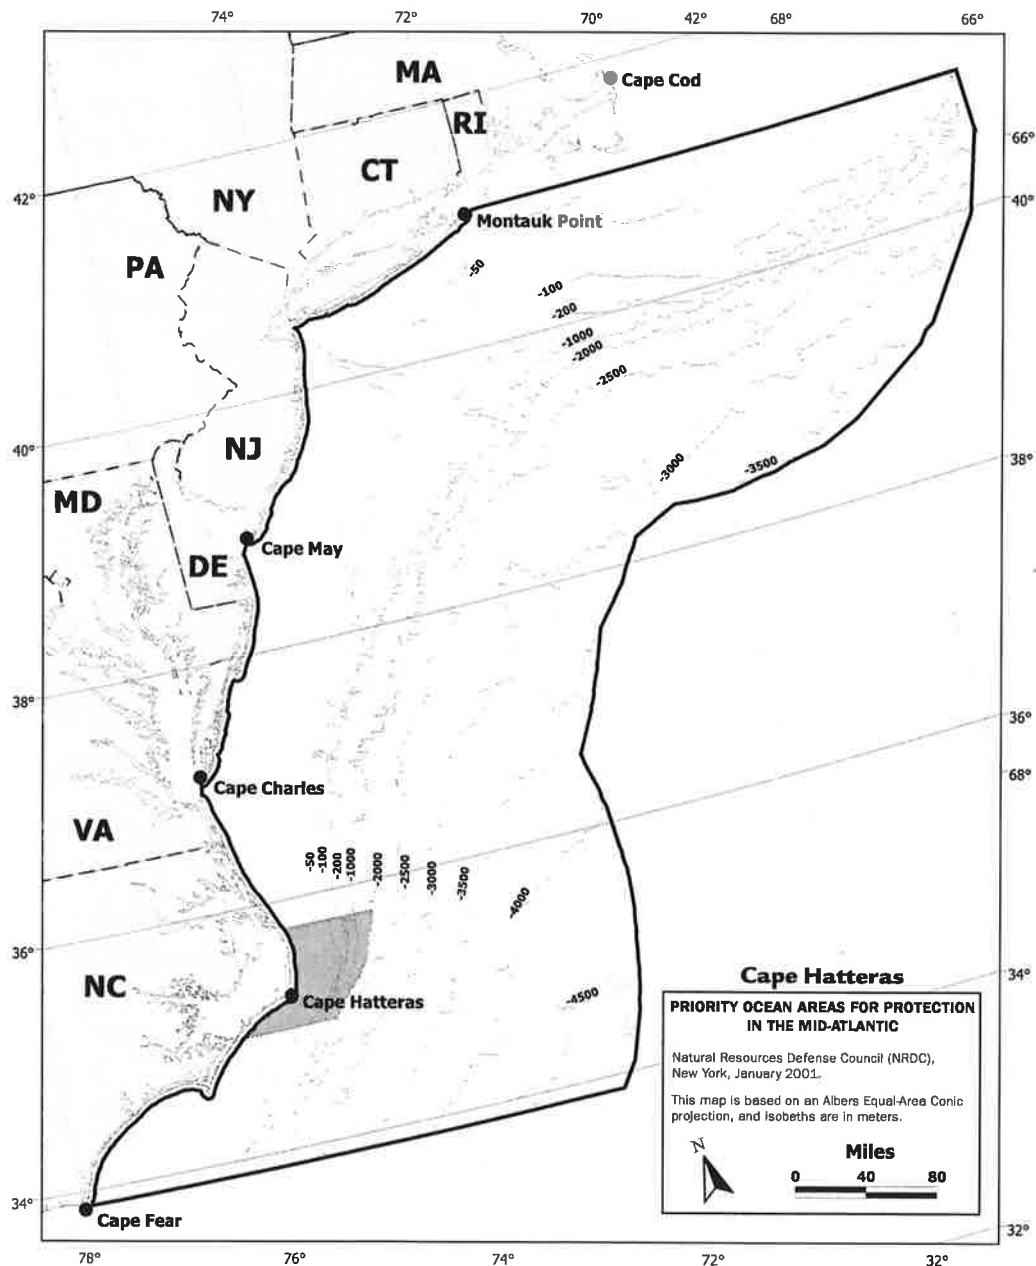 74°
72°
70°
42°
68°
66°
MA
Cape Cod
RI
66°
CT
42°
NY
40°
Montauk Point
PA
-50
-100
-200
-1000
-2000
-2500
NJ
40°
38°
-3000
-3500
MD
Cape May
DE
38°
36°
68°
Cape Charles
VA
-50
-100
-200
-1000
-2000
-2500
-3000
-3500
-4000
36°
34°
NC
Cape Hatteras
Cape Hatteras
-4500
PRIORITY OCEAN AREAS FOR PROTECTION
IN THE MID-ATLANTIC
Natural Resources Defense Council (NRDC),
New York, January 2001.
This map is based on an Albers Equal-Area Conic
projection, and isobaths are in meters.
N
Miles
0 40 80
34°
Cape Fear
32°
78°
76°
74°
72°
32°